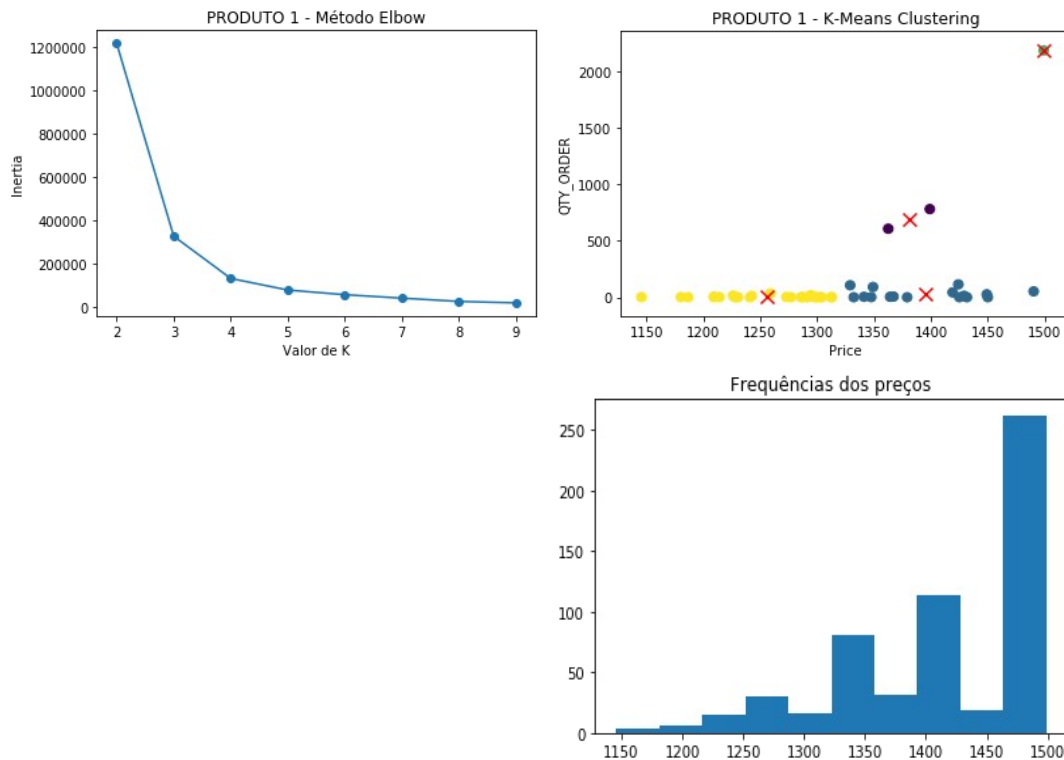 PRODUTO 1 - Método Elbow
1200000
1000000
800000
600000
400000
200000
0
Inertia
2 3 4 5 6 7 8 9
Valor de K
PRODUTO 1 - K-Means Clustering
2000
1500
1000
500
0
QTY_ORDER
1150 1200 1250 1300 1350 1400 1450 1500
Price
Frequências dos preços
250
200
150
100
50
0
1150 1200 1250 1300 1350 1400 1450 1500